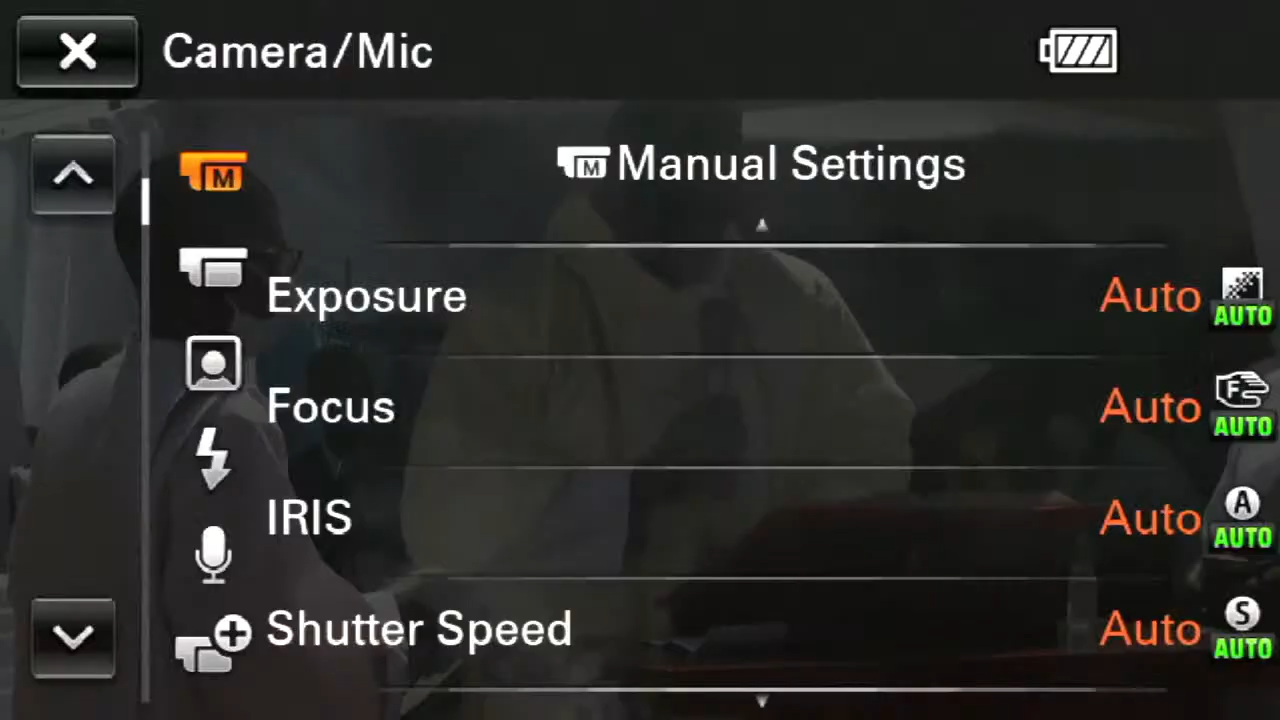 Camera/Mic
M
M Manual Settings
Exposure Auto AUTO
Focus Auto F AUTO
IRIS Auto A AUTO
Shutter Speed Auto S AUTO